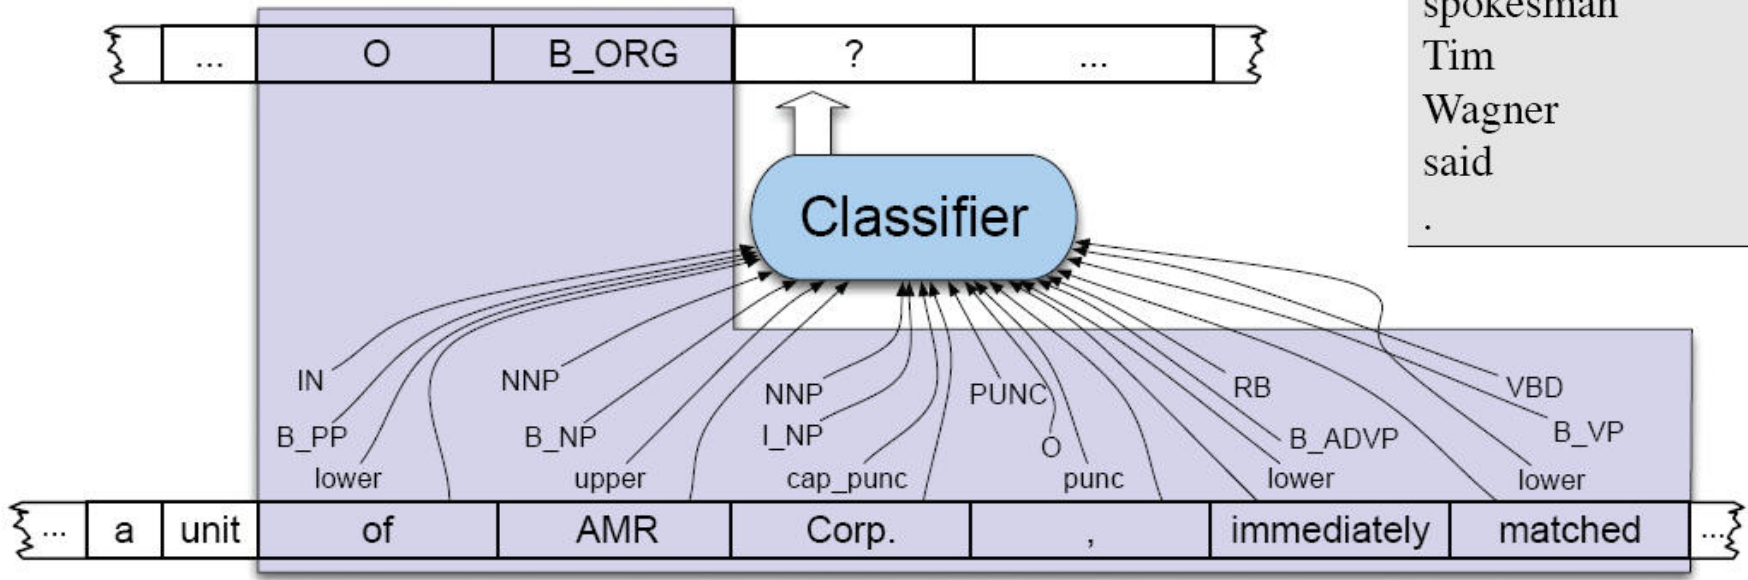 spokesman
Tim
Wagner
said
.
... O B_ORG ? ...
Classifier
IN NNP NNP PUNC RB VBD
B_PP B_NP I_NP O B_ADVP B_VP
lower upper cap_punc punc lower lower
... a unit of AMR Corp. , immediately matched ...